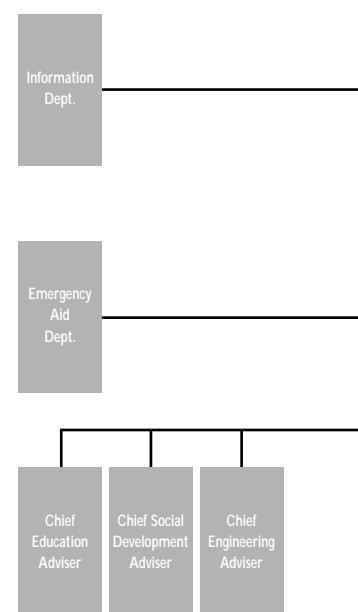 Information
Dept.
Emergency
Aid
Dept.
Chief
Education
Adviser
Chief Social
Development
Adviser
Chief
Engineering
Adviser